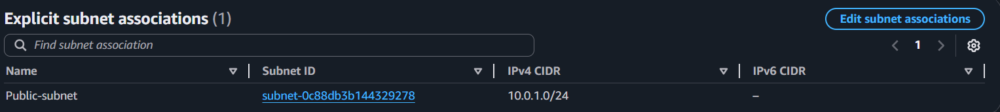 Explicit subnet associations (1)
Edit subnet associations
Find subnet association
1
Name Subnet ID IPv4 CIDR IPv6 CIDR
Public-subnet subnet-0c88db3b144329278 10.0.1.0/24 –